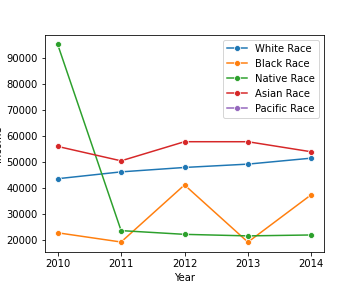 White Race
Black Race
Native Race
Asian Race
Pacific Race
90000
80000
70000
60000
50000
40000
30000
20000
2010 2011 2012 2013 2014
Year